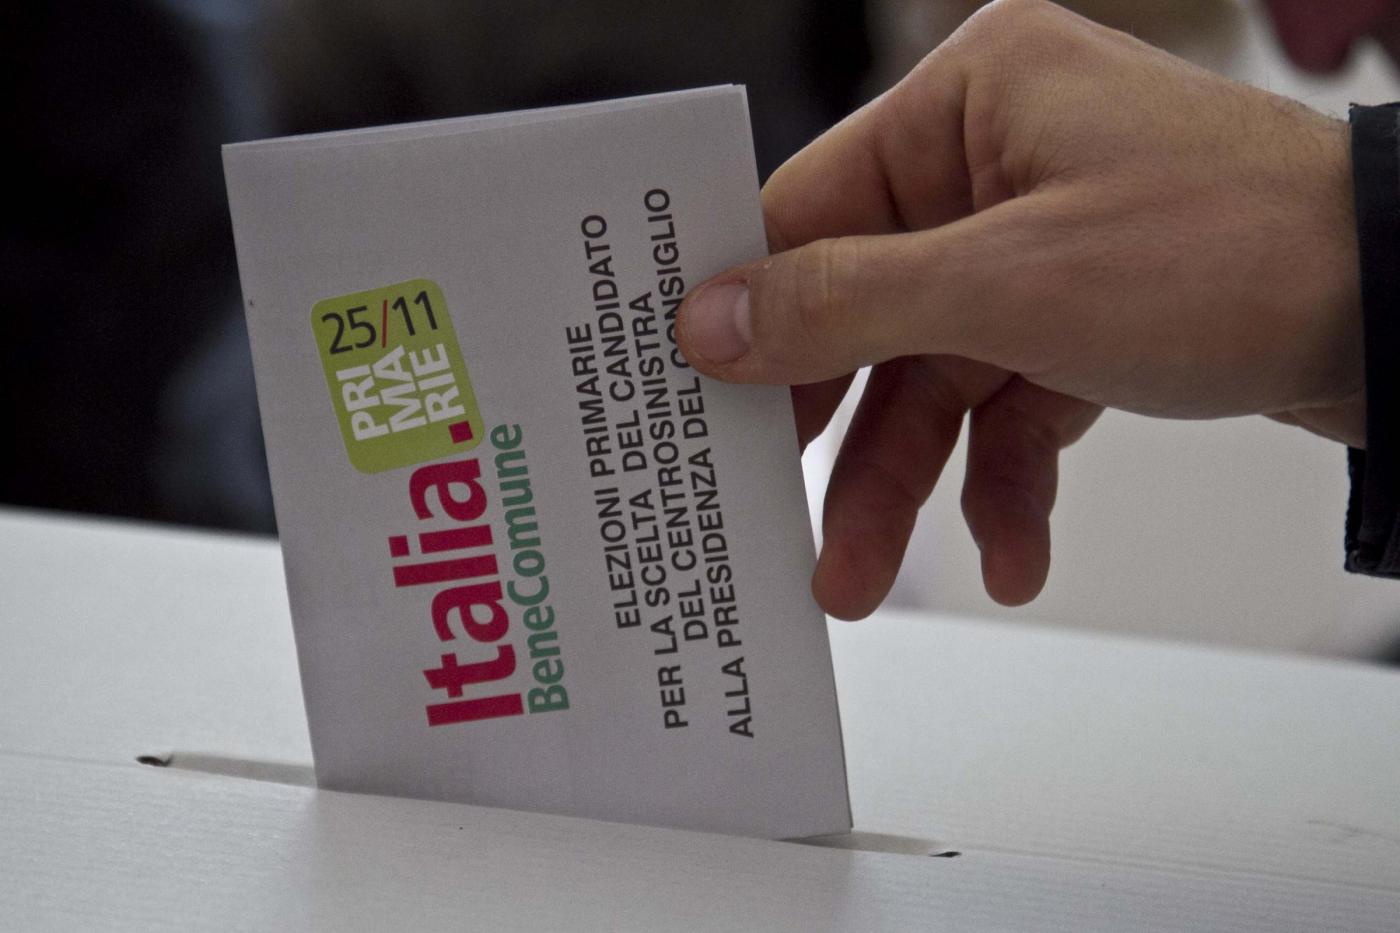 25/11
PRI
MA
.RIE
Italia
BeneComune
ELEZIONI PRIMARIE
PER LA SCELTA DEL CANDIDATO
DEL CENTROSINISTRA
ALLA PRESIDENZA DEL CONSIGLIO